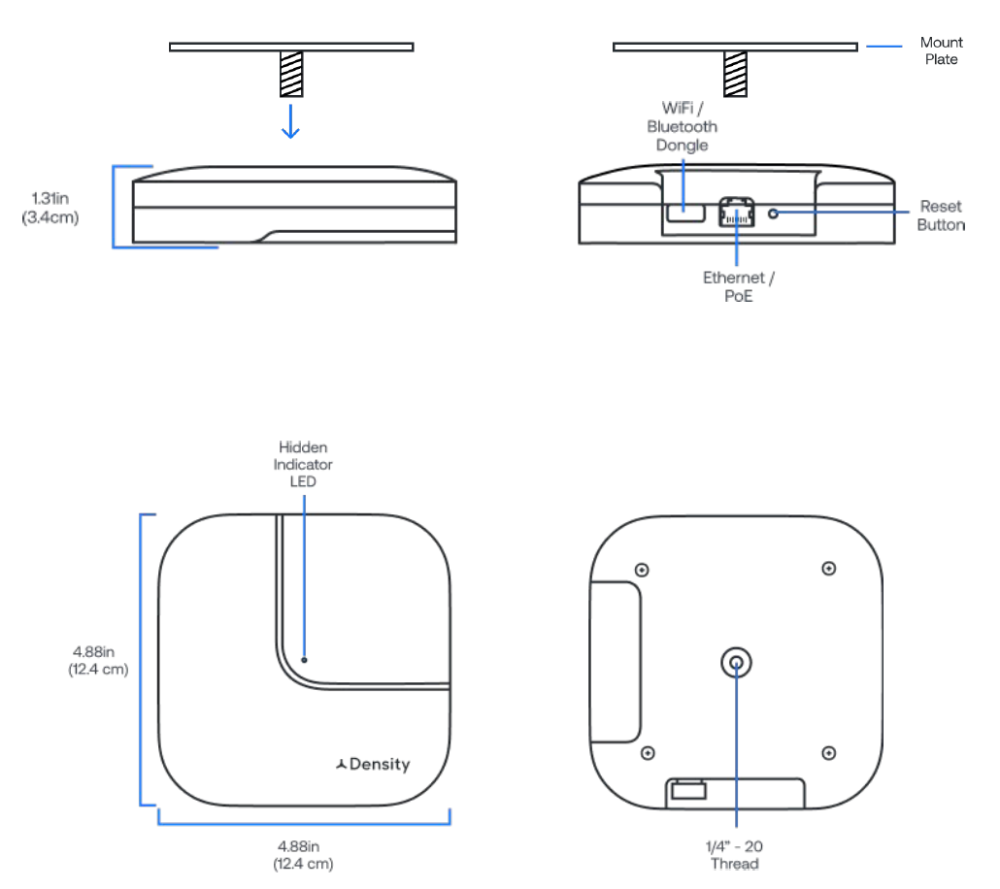 Mount
Plate
WiFi /
Bluetooth
Dongle
1.31in
(3.4cm)
Reset
Button
Ethernet /
PoE
Hidden
Indicator
LED
4.88in
(12.4 cm)
Density
4.88in
(12.4 cm)
1/4” - 20
Thread